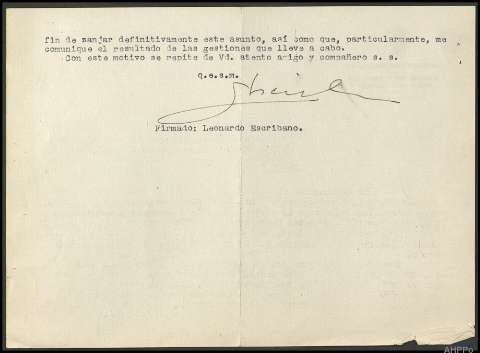 fin de zanjar definitivamente este asunto, así como que, particularmente, me
comunique el resultado de las gestiones que lleve a cabo.
Con este motivo se repite de Vd. atento amigo y compañero s. s.
q.e.s.m.
Firmado: Leonardo Escribano.
AHPPo